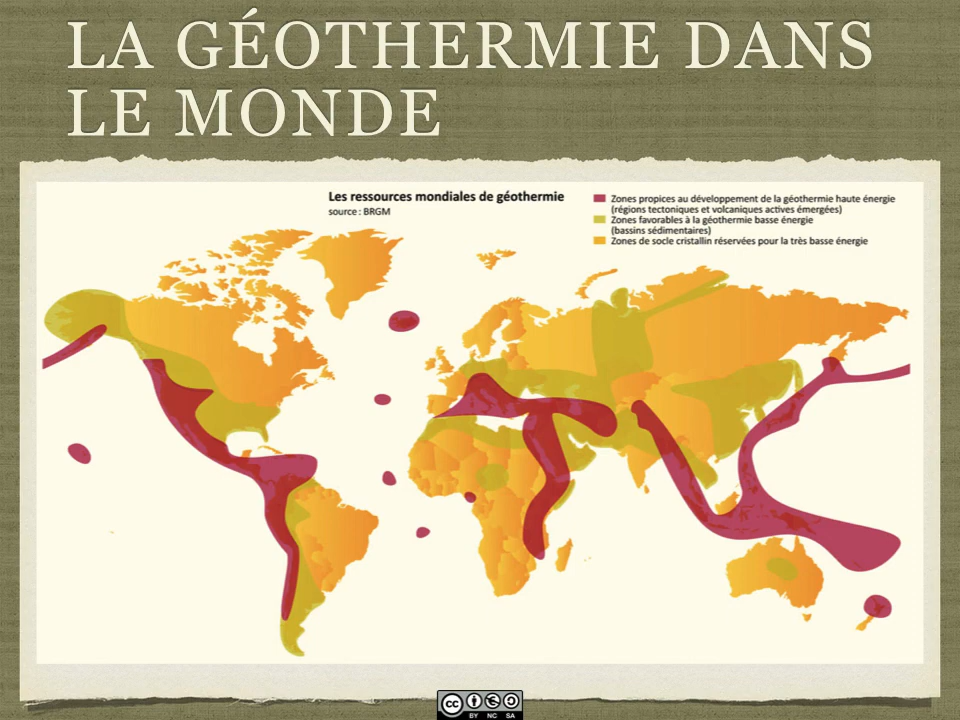 LA GÉOTHERMIE DANS
LE MONDE
Les ressources mondiales de géothermie
source : BRGM
Zones propices au développement de la géothermie haute énergie
(régions tectoniques et volcaniques actives émergées)
Zones favorables à la géothermie basse énergie
(bassins sédimentaires)
Zones de socle cristallin réservées pour la très basse énergie
cc
BY NC SA